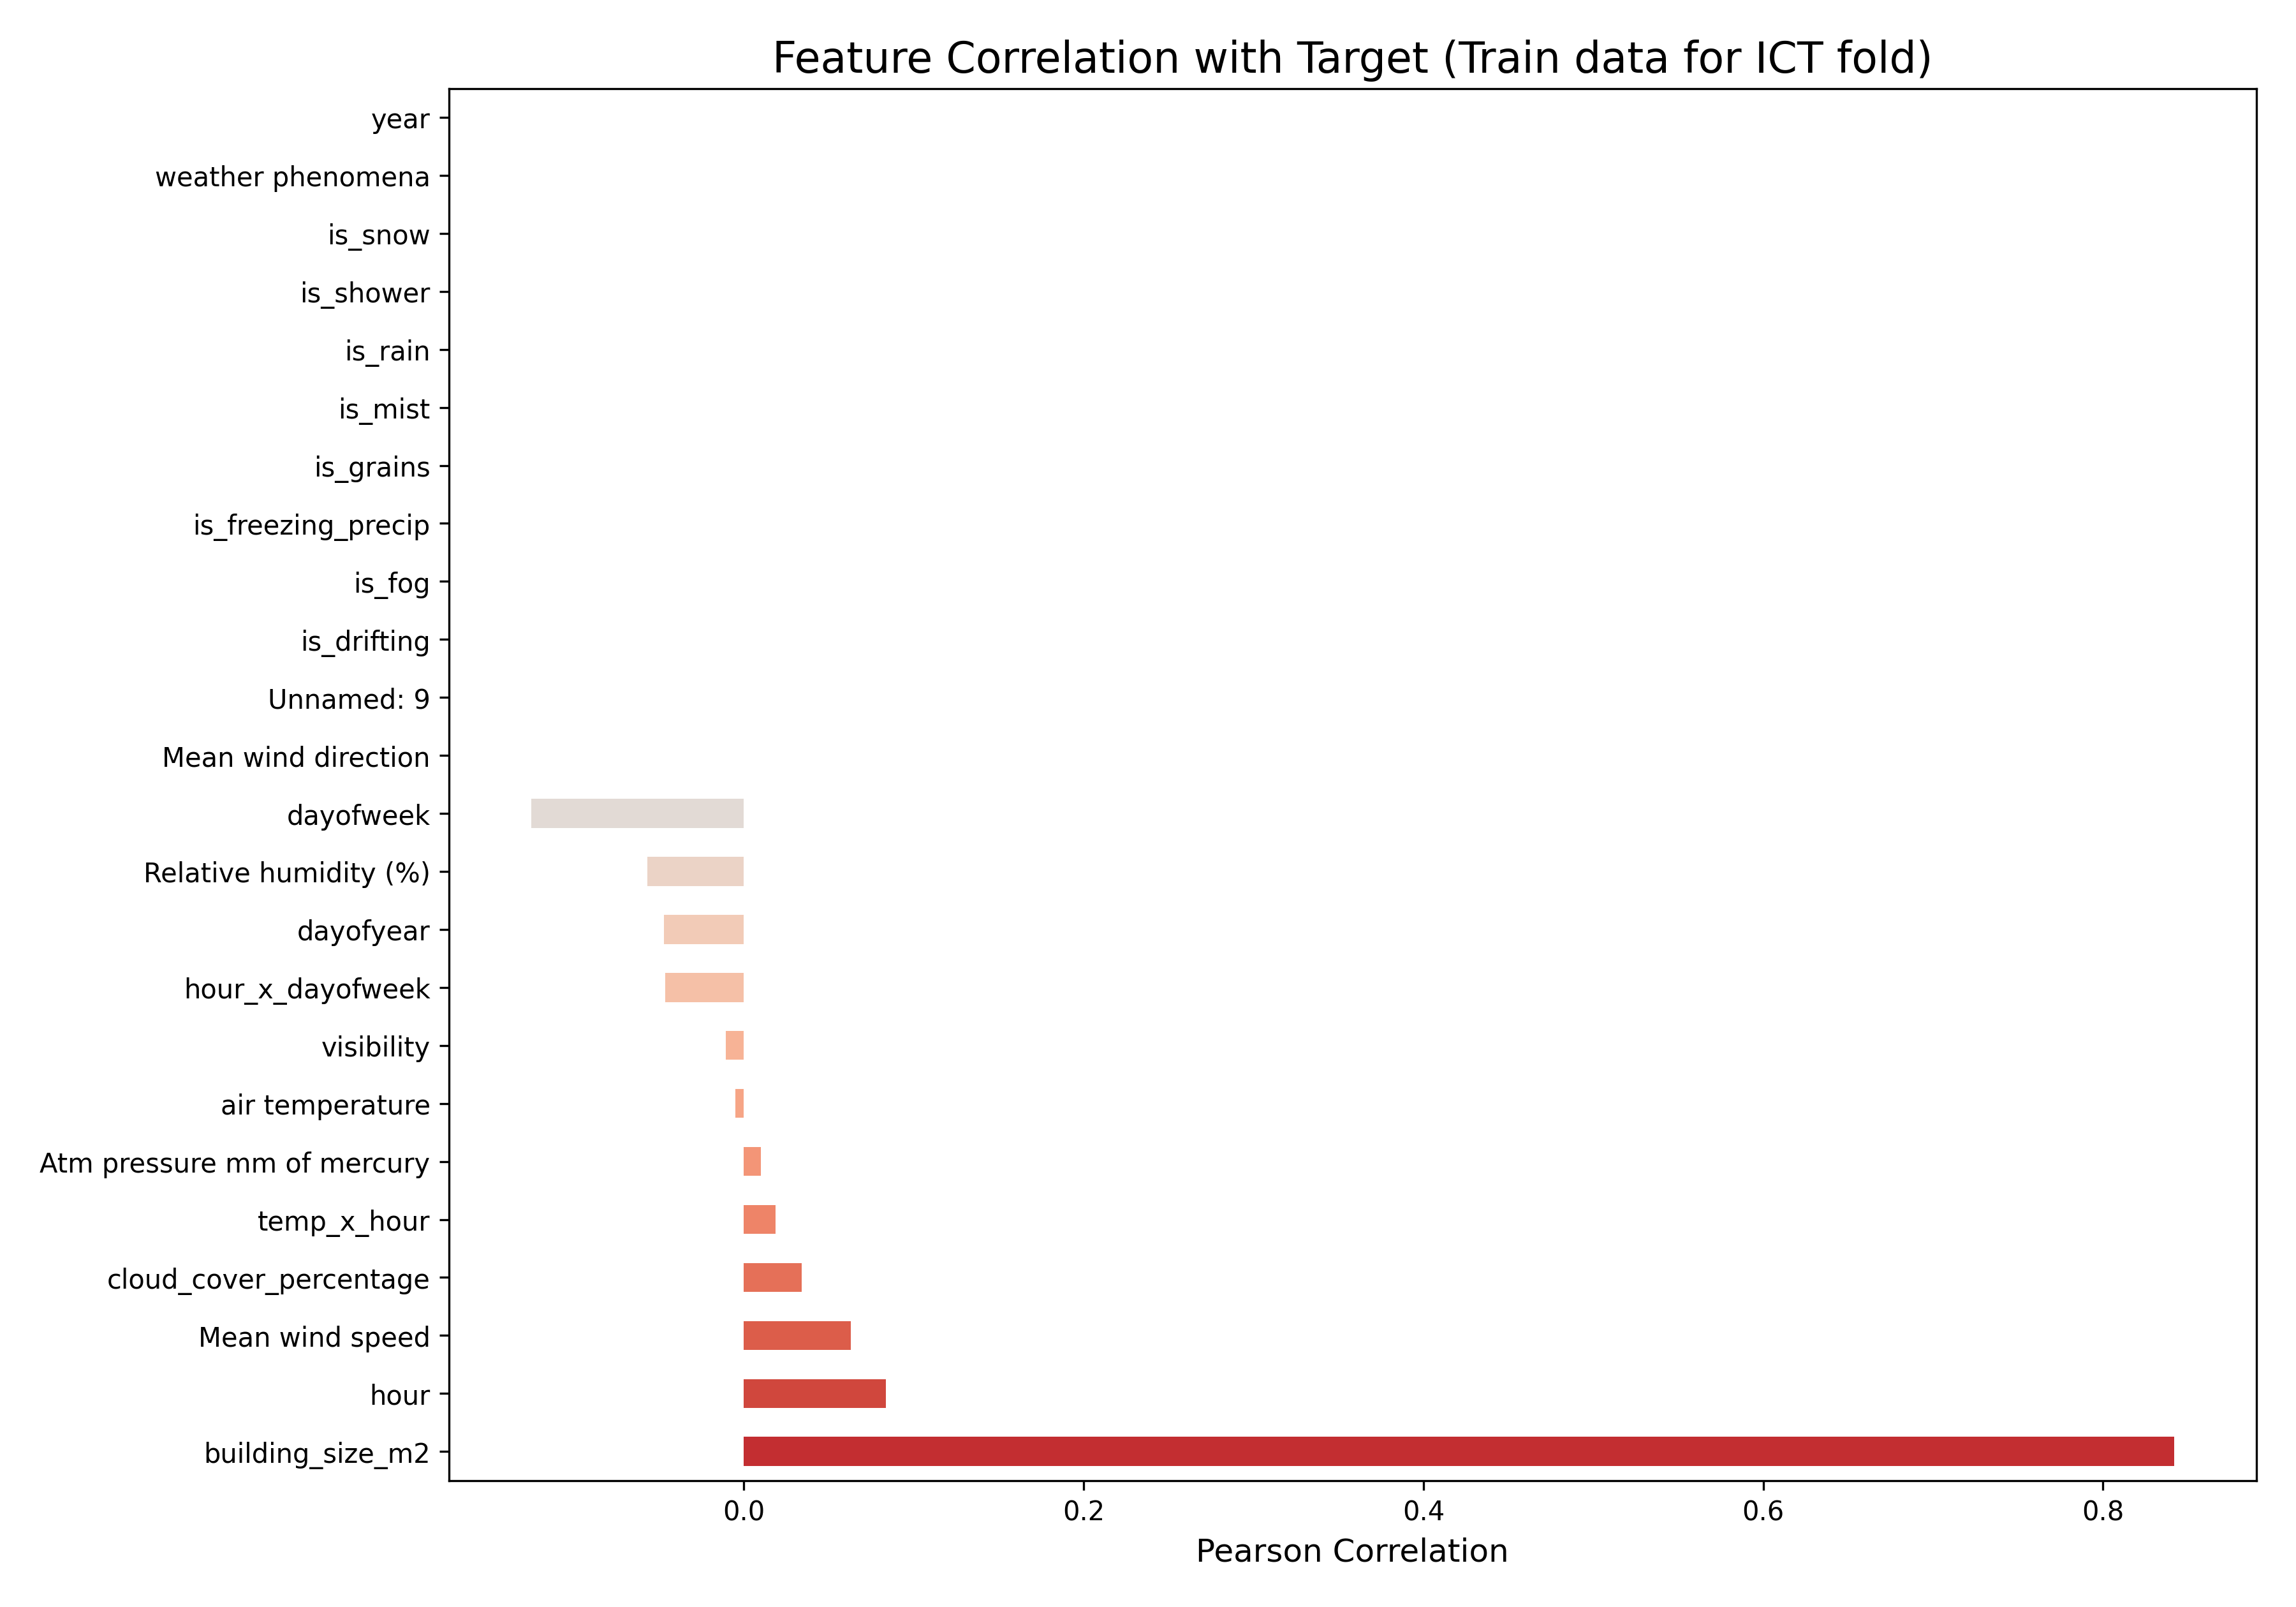 Feature Correlation with Target (Train data for ICT fold)
year
weather phenomena
is_snow
is_shower
is_rain
is_mist
is_grains
is_freezing_precip
is_fog
is_drifting
Unnamed: 9
Mean wind direction
dayofweek
Relative humidity (%)
dayofyear
hour_x_dayofweek
visibility
air temperature
Atm pressure mm of mercury
temp_x_hour
cloud_cover_percentage
Mean wind speed
hour
building_size_m2
0.0 0.2 0.4 0.6 0.8
Pearson Correlation